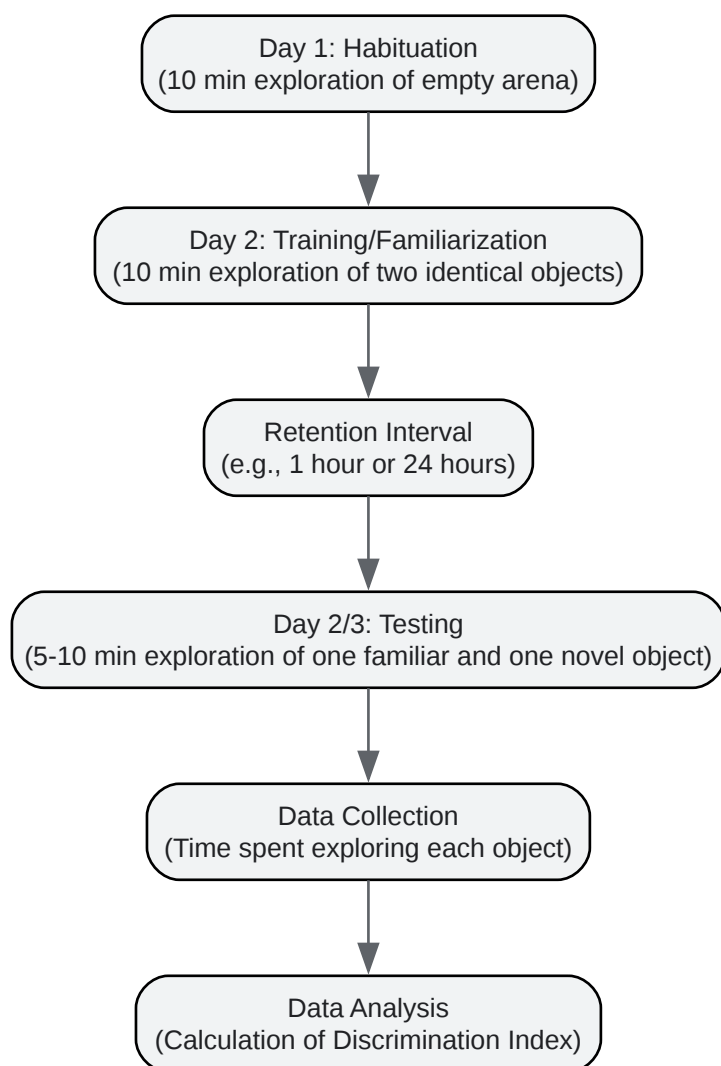 Day 1: Habituation
(10 min exploration of empty arena)
Day 2: Training/Familiarization
(10 min exploration of two identical objects)
Retention Interval
(e.g., 1 hour or 24 hours)
Day 2/3: Testing
(5-10 min exploration of one familiar and one novel object)
Data Collection
(Time spent exploring each object)
Data Analysis
(Calculation of Discrimination Index)